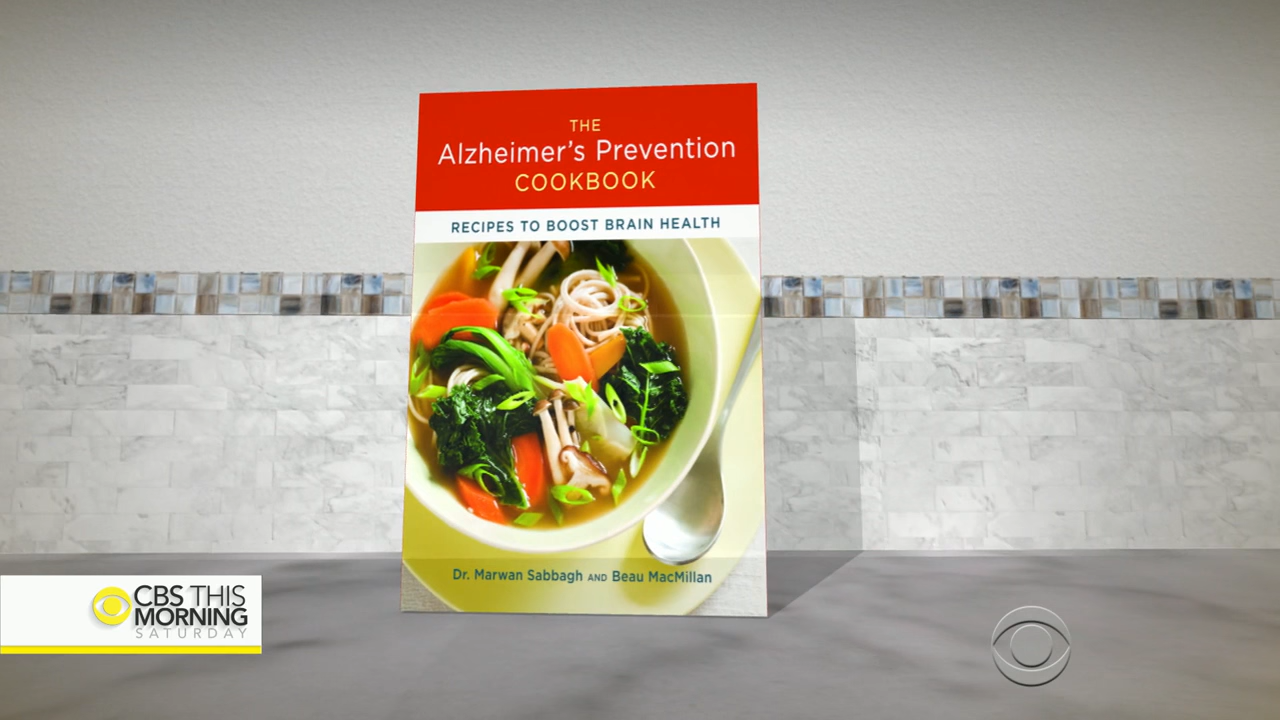 THE
Alzheimer's Prevention
COOKBOOK
RECIPES TO BOOST BRAIN HEALTH
Dr. Marwan Sabbagh AND Beau MacMillan
CBS THIS
MORNING
SATURDAY